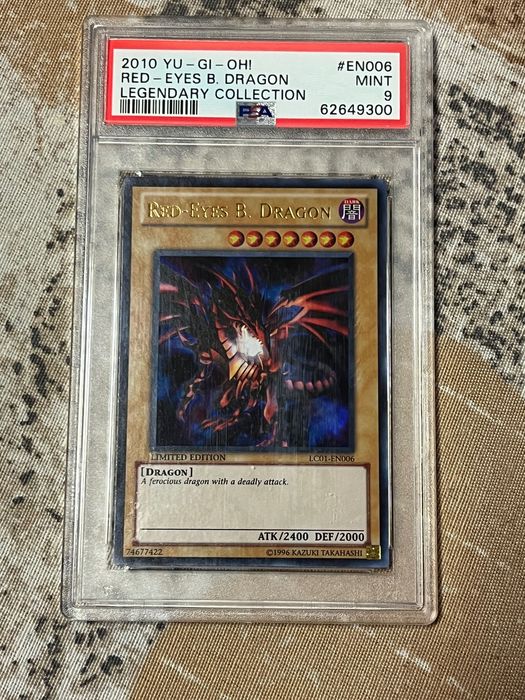 2010 YU-GI-OH! #EN006
RED-EYES B. DRAGON MINT
LEGENDARY COLLECTION 9
PSA 62649300
RED-EYES B. DRAGON
DARK
闇
LIMITED EDITION LC01-EN006
[DRAGON]
A ferocious dragon with a deadly attack.
ATK/2400 DEF/2000
74677422 ©1996 KAZUKI TAKAHASHI